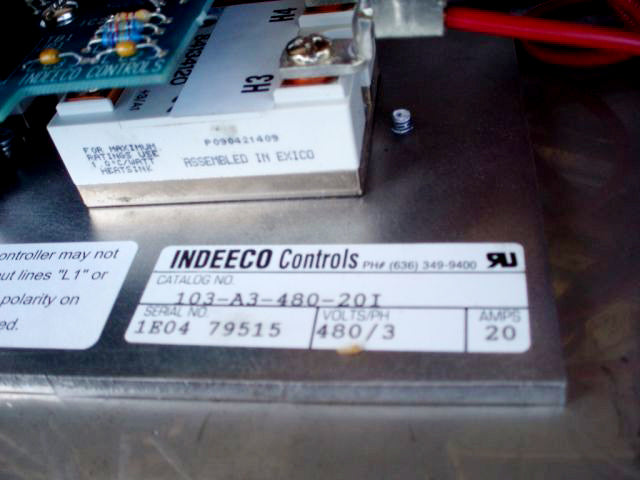 INDEECO CONTROLS
H4
H3
FOR MAXIMUM
RATINGS USE
HEATSINK
P090421409
ASSEMBLED IN EXICO
ontroller may not
ut lines "L1" or
polarity on
ed.
INDEECO Controls PH# (636) 349-9400
CATALOG NO.
103-A3-480-20I
SERIAL NO. VOLTS/PH AMPS
1E04 79515 480/3 20